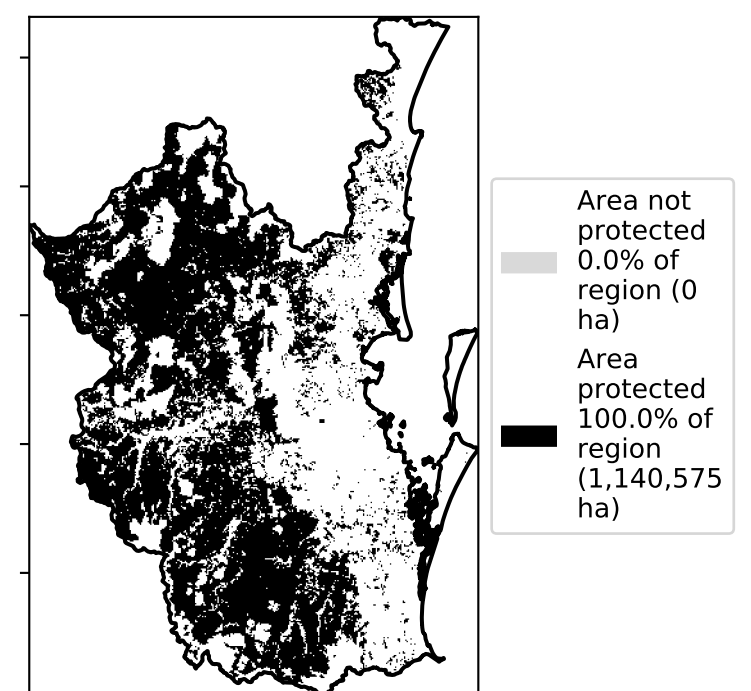 Area not
protected
0.0% of
region (0
ha)
Area
protected
100.0% of
region
(1,140,575
ha)